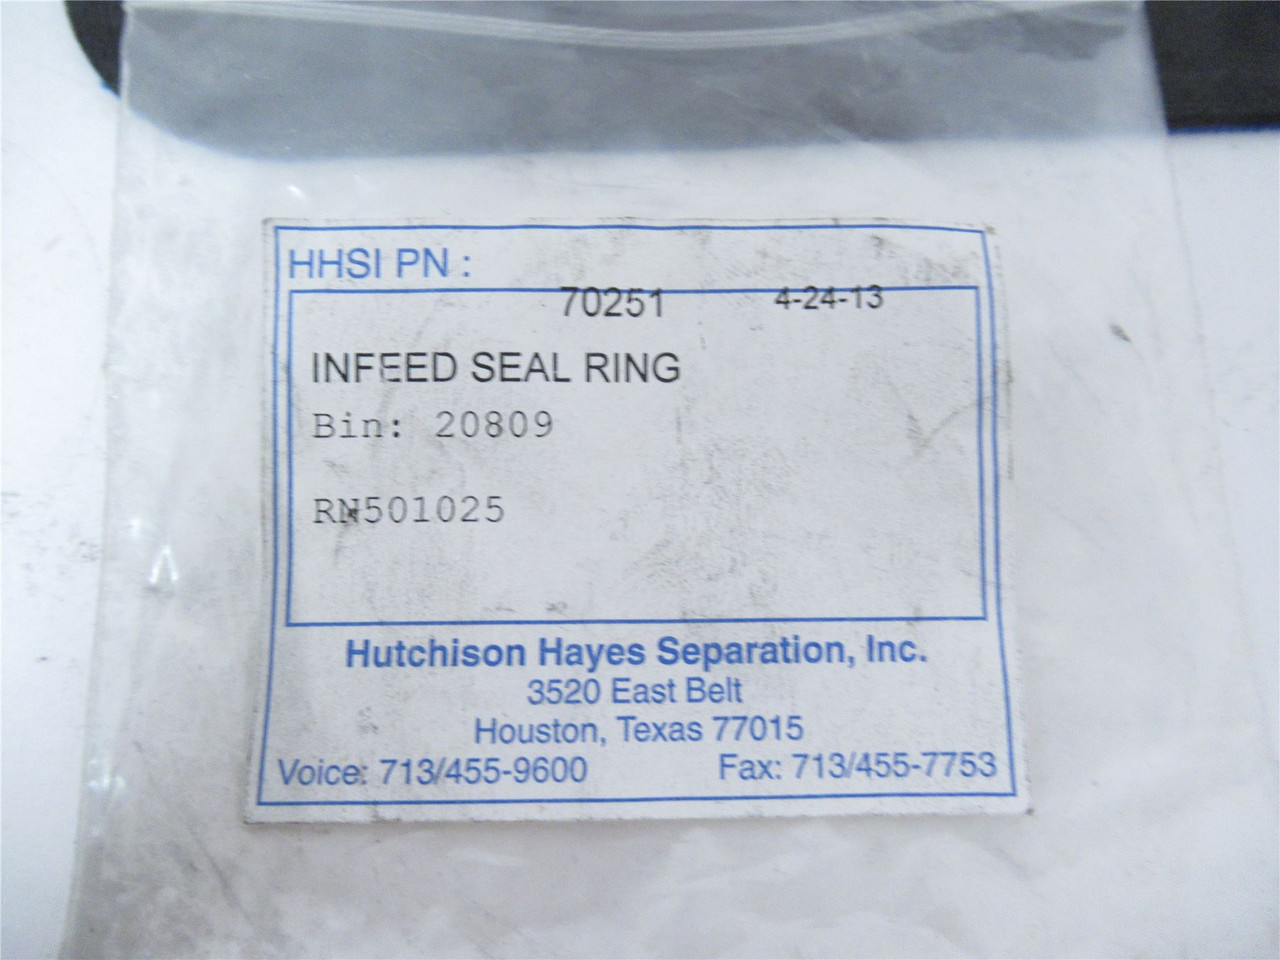 HHSI PN :
70251 4-24-13
INFEED SEAL RING
Bin: 20809
RN501025
Hutchison Hayes Separation, Inc.
3520 East Belt
Houston, Texas 77015
Voice: 713/455-9600 Fax: 713/455-7753